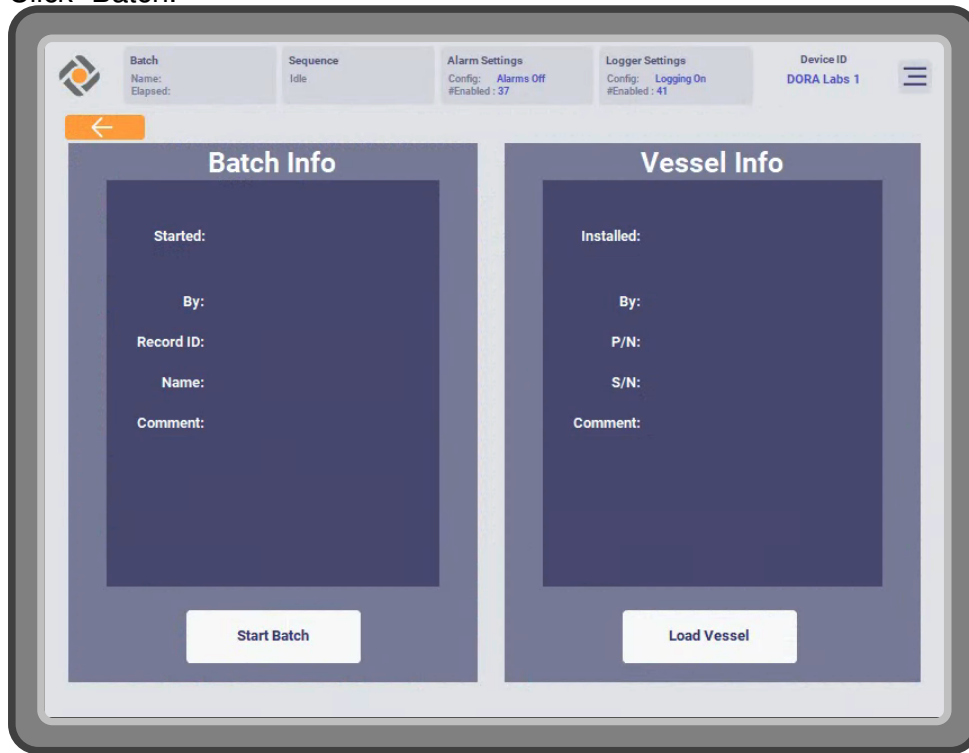 Batch
Name:
Elapsed:
Sequence
Idle
Alarm Settings
Config: Alarms Off
#Enabled : 37
Logger Settings
Config: Logging On
#Enabled : 41
Device ID
DORA Labs 1
Batch Info
Started:
By:
Record ID:
Name:
Comment:
Start Batch
Vessel Info
Installed:
By:
P/N:
S/N:
Comment:
Load Vessel